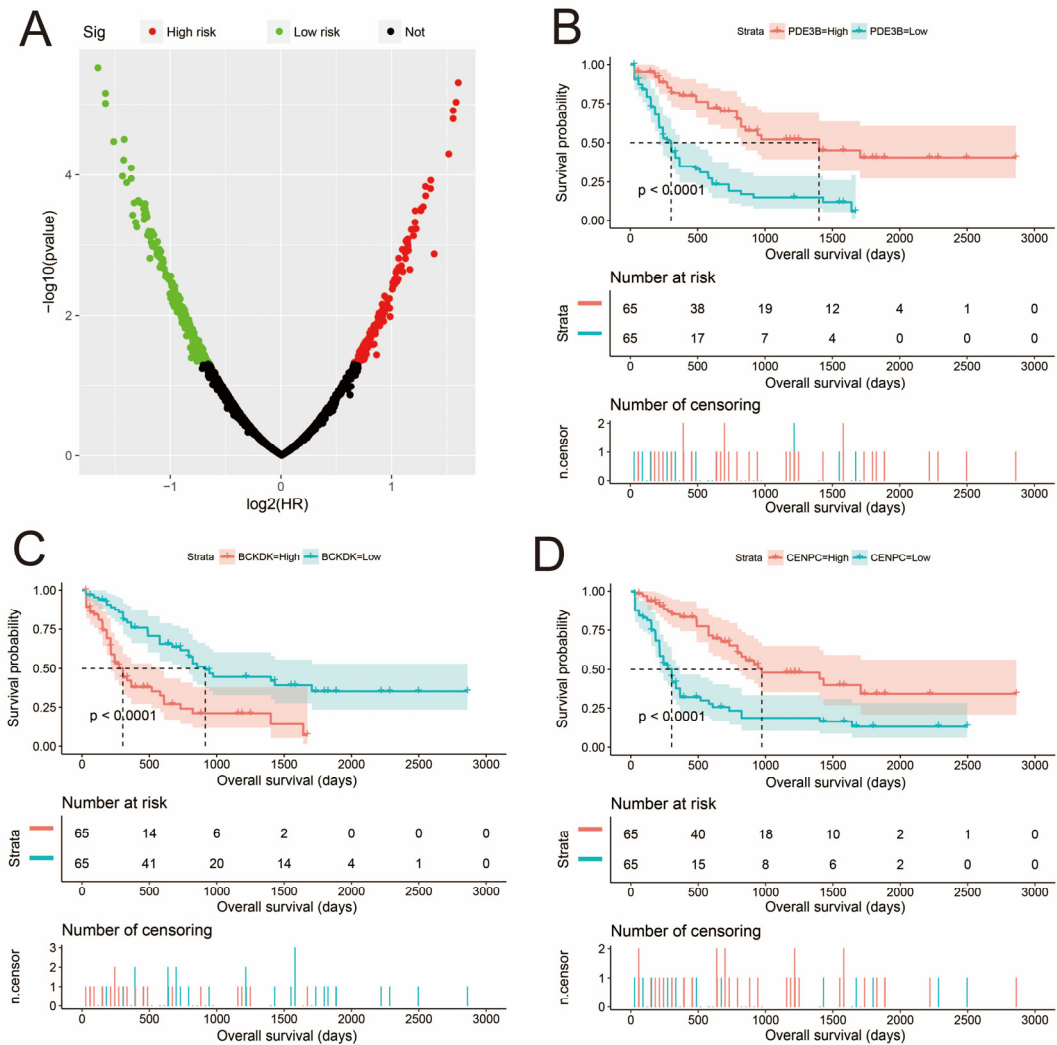 A
Sig High risk Low risk Not
4
2
0
−log10(pvalue)
−1 0 1
log2(HR)
B
Strata PDE3B=High PDE3B=Low
1.00
0.75
0.50
0.25
0.00
Survival probability
p < 0.0001
0 500 1000 1500 2000 2500 3000
Overall survival (days)
Number at risk
Strata
65 38 19 12 4 1 0
65 17 7 4 0 0 0
0 500 1000 1500 2000 2500 3000
Overall survival (days)
Number of censoring
n.censor
2
1
0
0 500 1000 1500 2000 2500 3000
Overall survival (days)
C
Strata BCKDK=High BCKDK=Low
1.00
0.75
0.50
0.25
0.00
Survival probability
p < 0.0001
0 500 1000 1500 2000 2500 3000
Overall survival (days)
Number at risk
Strata
65 14 6 2 0 0 0
65 41 20 14 4 1 0
0 500 1000 1500 2000 2500 3000
Overall survival (days)
Number of censoring
n.censor
3
2
1
0
0 500 1000 1500 2000 2500 3000
Overall survival (days)
D
Strata CENPC=High CENPC=Low
1.00
0.75
0.50
0.25
0.00
Survival probability
p < 0.0001
0 500 1000 1500 2000 2500 3000
Overall survival (days)
Number at risk
Strata
65 40 18 10 2 1 0
65 15 8 6 2 0 0
0 500 1000 1500 2000 2500 3000
Overall survival (days)
Number of censoring
n.censor
2
1
0
0 500 1000 1500 2000 2500 3000
Overall survival (days)